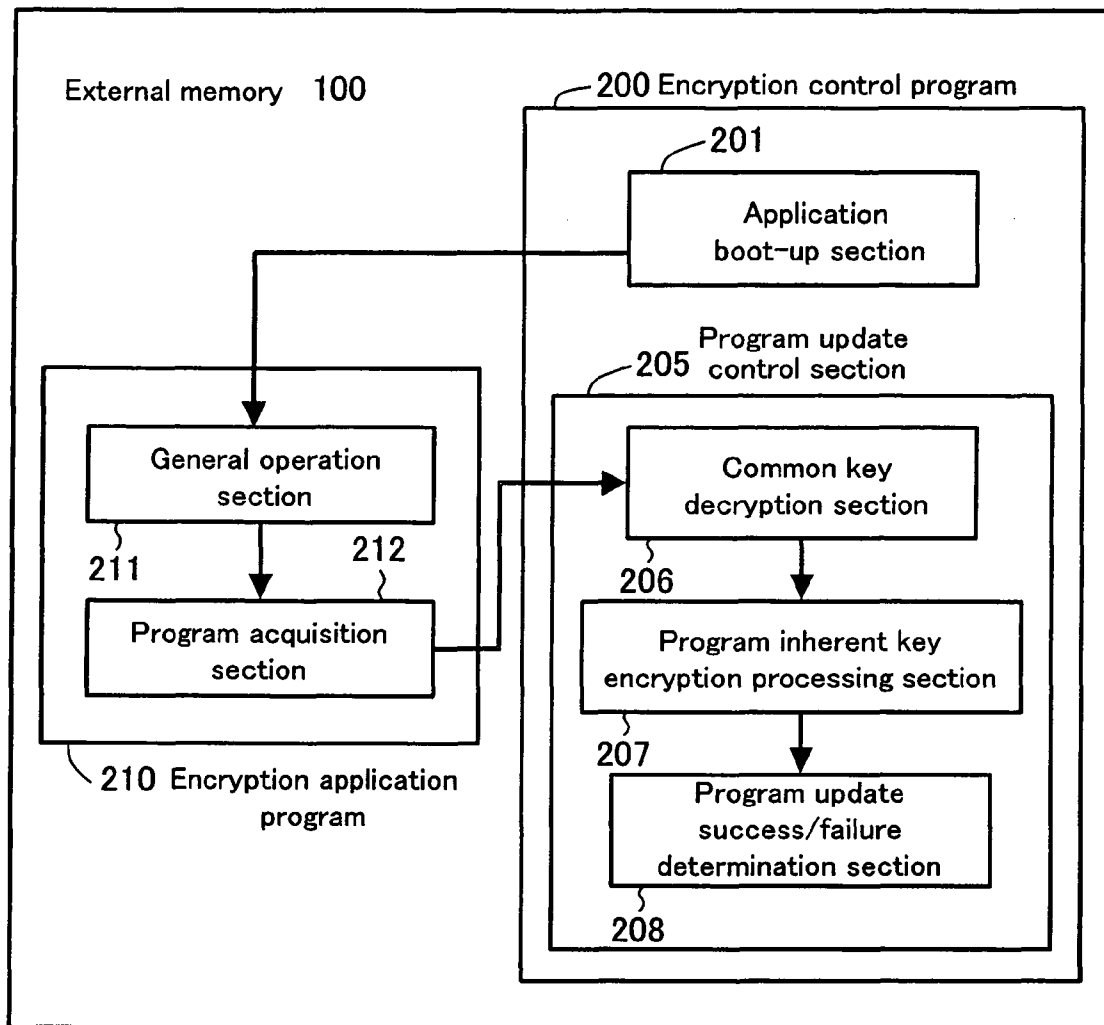 External memory 100
200 Encryption control program
201
Application
boot-up section
Program update
205 control section
General operation
section
211
212
Program acquisition
section
210 Encryption application
program
Common key
decryption section
206
Program inherent key
encryption processing section
207
Program update
success/failure
determination section
208